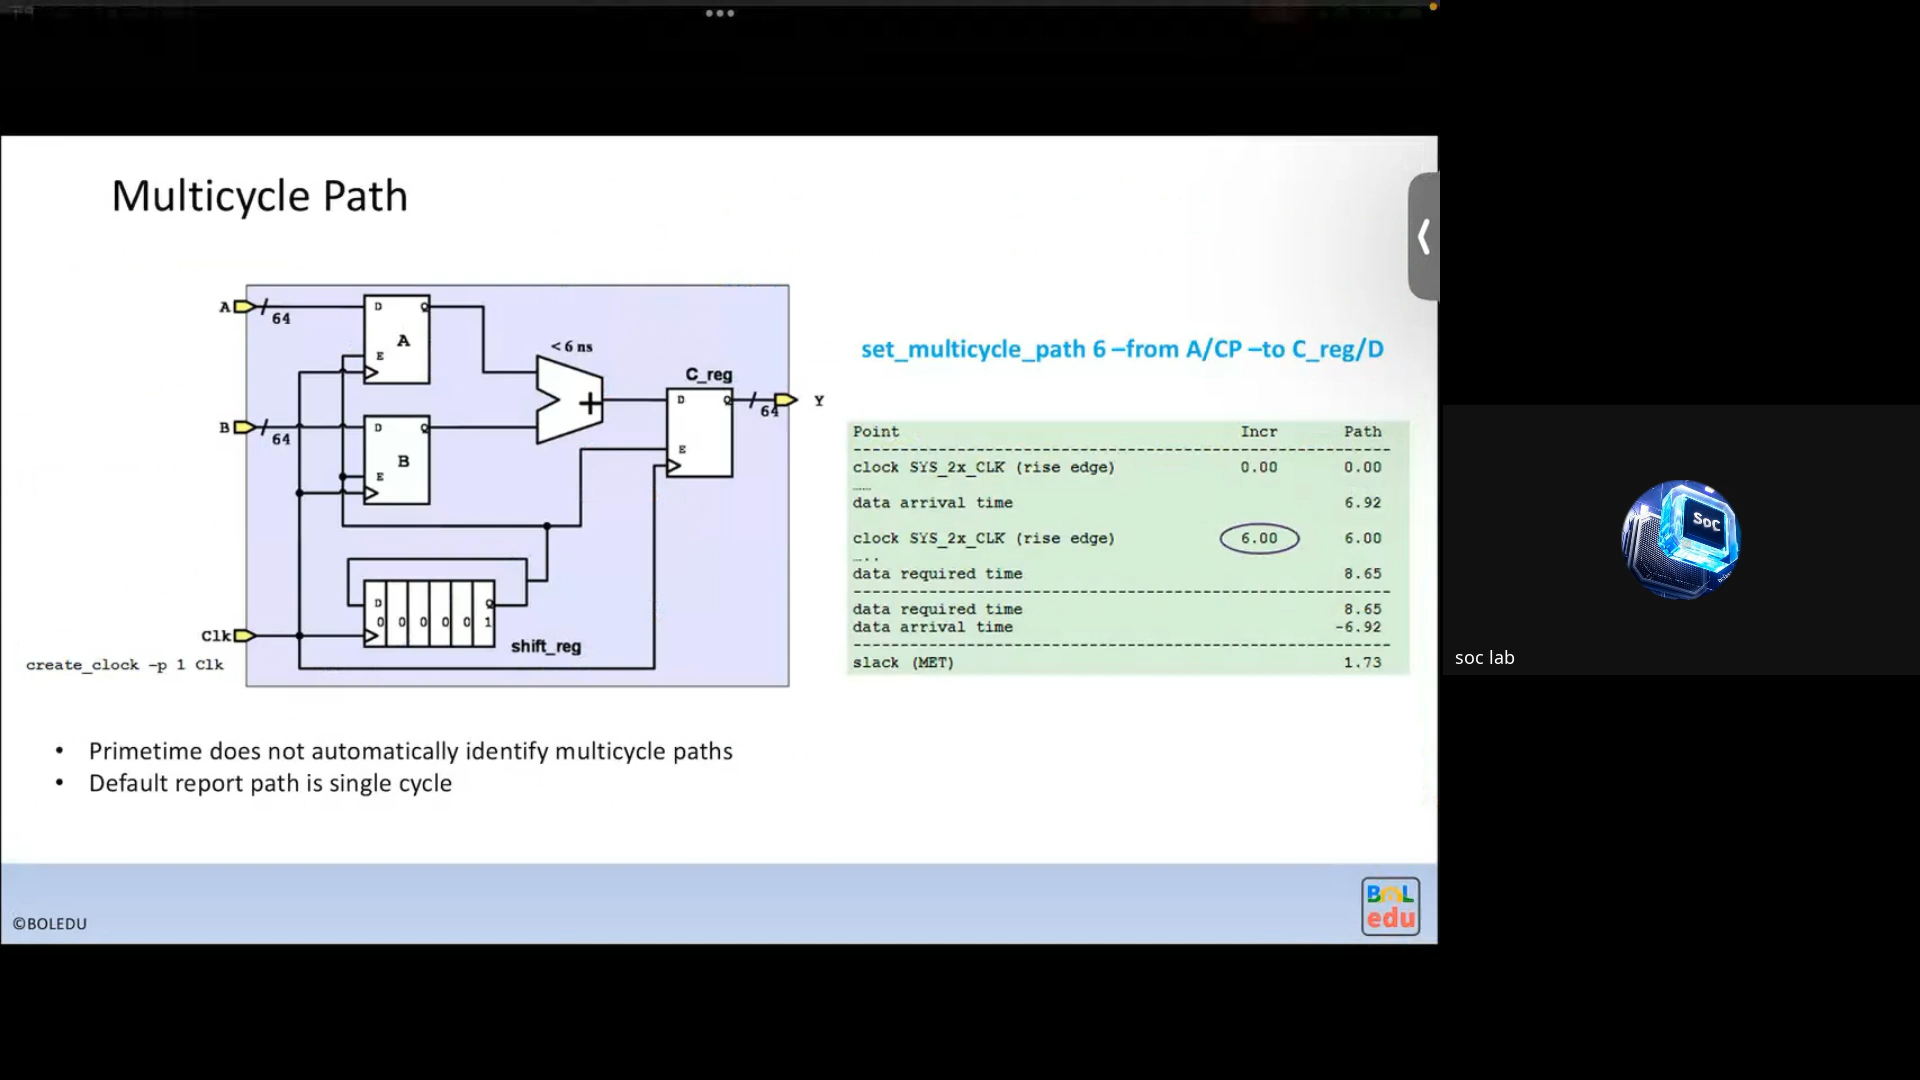 Multicycle Path
A
64
D Q
A
E
< 6 ns
C_reg
D Q
64
Y
E
B
64
D Q
B
E
+
D Q
0 0 0 0 0 1
shift_reg
Clk
create_clock -p 1 Clk
set_multicycle_path 6 –from A/CP –to C_reg/D
Point Incr Path
clock SYS_2x_CLK (rise edge) 0.00 0.00
……
data arrival time 6.92
clock SYS_2x_CLK (rise edge) 6.00 6.00
…..
data required time 8.65
data required time 8.65
data arrival time -6.92
slack (MET) 1.73
• Primetime does not automatically identify multicycle paths
• Default report path is single cycle
©BOLEDU
BOL
edu
SoC
soc lab